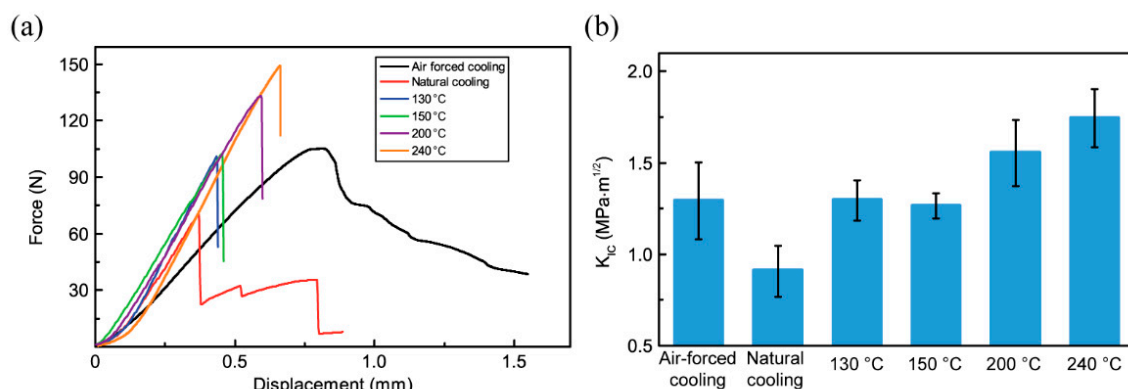 (a)
150
120
90
60
30
0
Force (N)
0
0.5
1.0
1.5
Displacement (mm)
Air forced cooling
Natural cooling
130 °C
150 °C
200 °C
240 °C
(b)
2.0
1.5
1.0
0.5
K_IC (MPa·m^1/2)
Air-forced
cooling
Natural
cooling
130 °C
150 °C
200 °C
240 °C